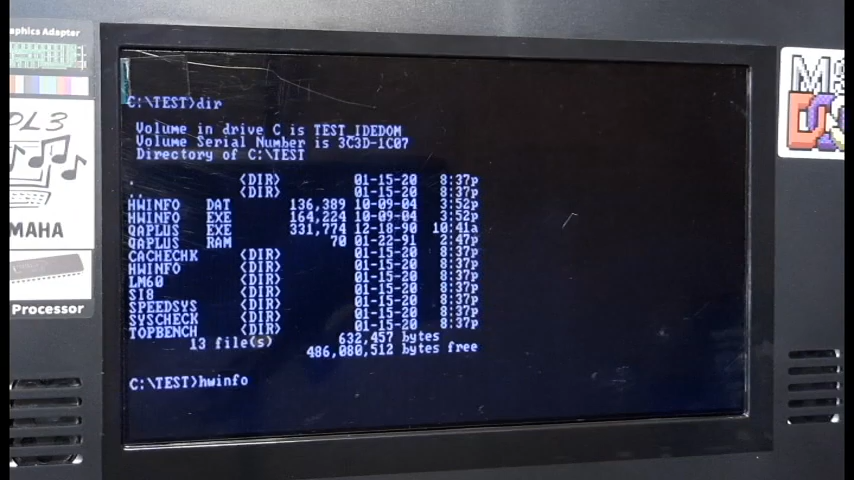 aphics Adapter
OPL3
YAMAHA
Processor
C:\TEST>dir
Volume in drive C is TEST_IDEDOM
Volume Serial Number is 3C3D-1C07
Directory of C:\TEST
. <DIR> 01-15-20 8:37p
.. <DIR> 01-15-20 8:37p
HWINFO DAT 136,389 10-09-04 3:52p
HWINFO EXE 164,224 10-09-04 3:52p
QAPLUS EXE 331,774 12-18-90 10:41a
QAPLUS RAM 70 01-22-91 2:47p
CACHECHK <DIR> 01-15-20 8:37p
HWINFO <DIR> 01-15-20 8:37p
LM60 <DIR> 01-15-20 8:37p
SI8 <DIR> 01-15-20 8:37p
SPEEDSYS <DIR> 01-15-20 8:37p
SYSCHECK <DIR> 01-15-20 8:37p
TOPBENCH <DIR> 01-15-20 8:37p
13 file(s) 632,457 bytes
486,080,512 bytes free
C:\TEST>hwinfo
MS
DOS